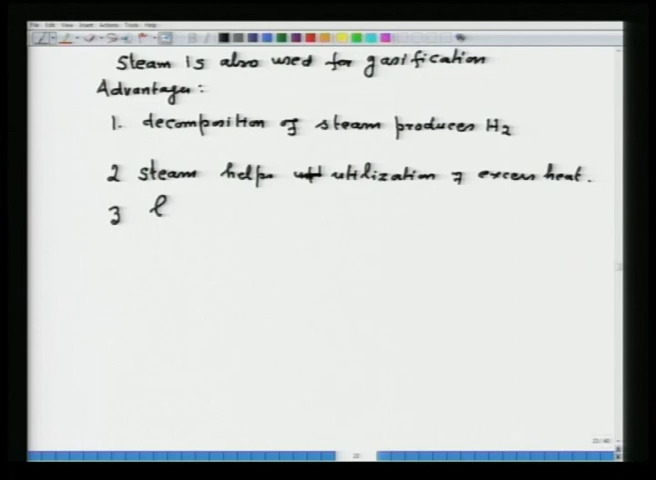 Steam is also used for gasification
Advantages:
1. decomposition of steam produces H2
2 steam helps utilization of excess heat.
3 l